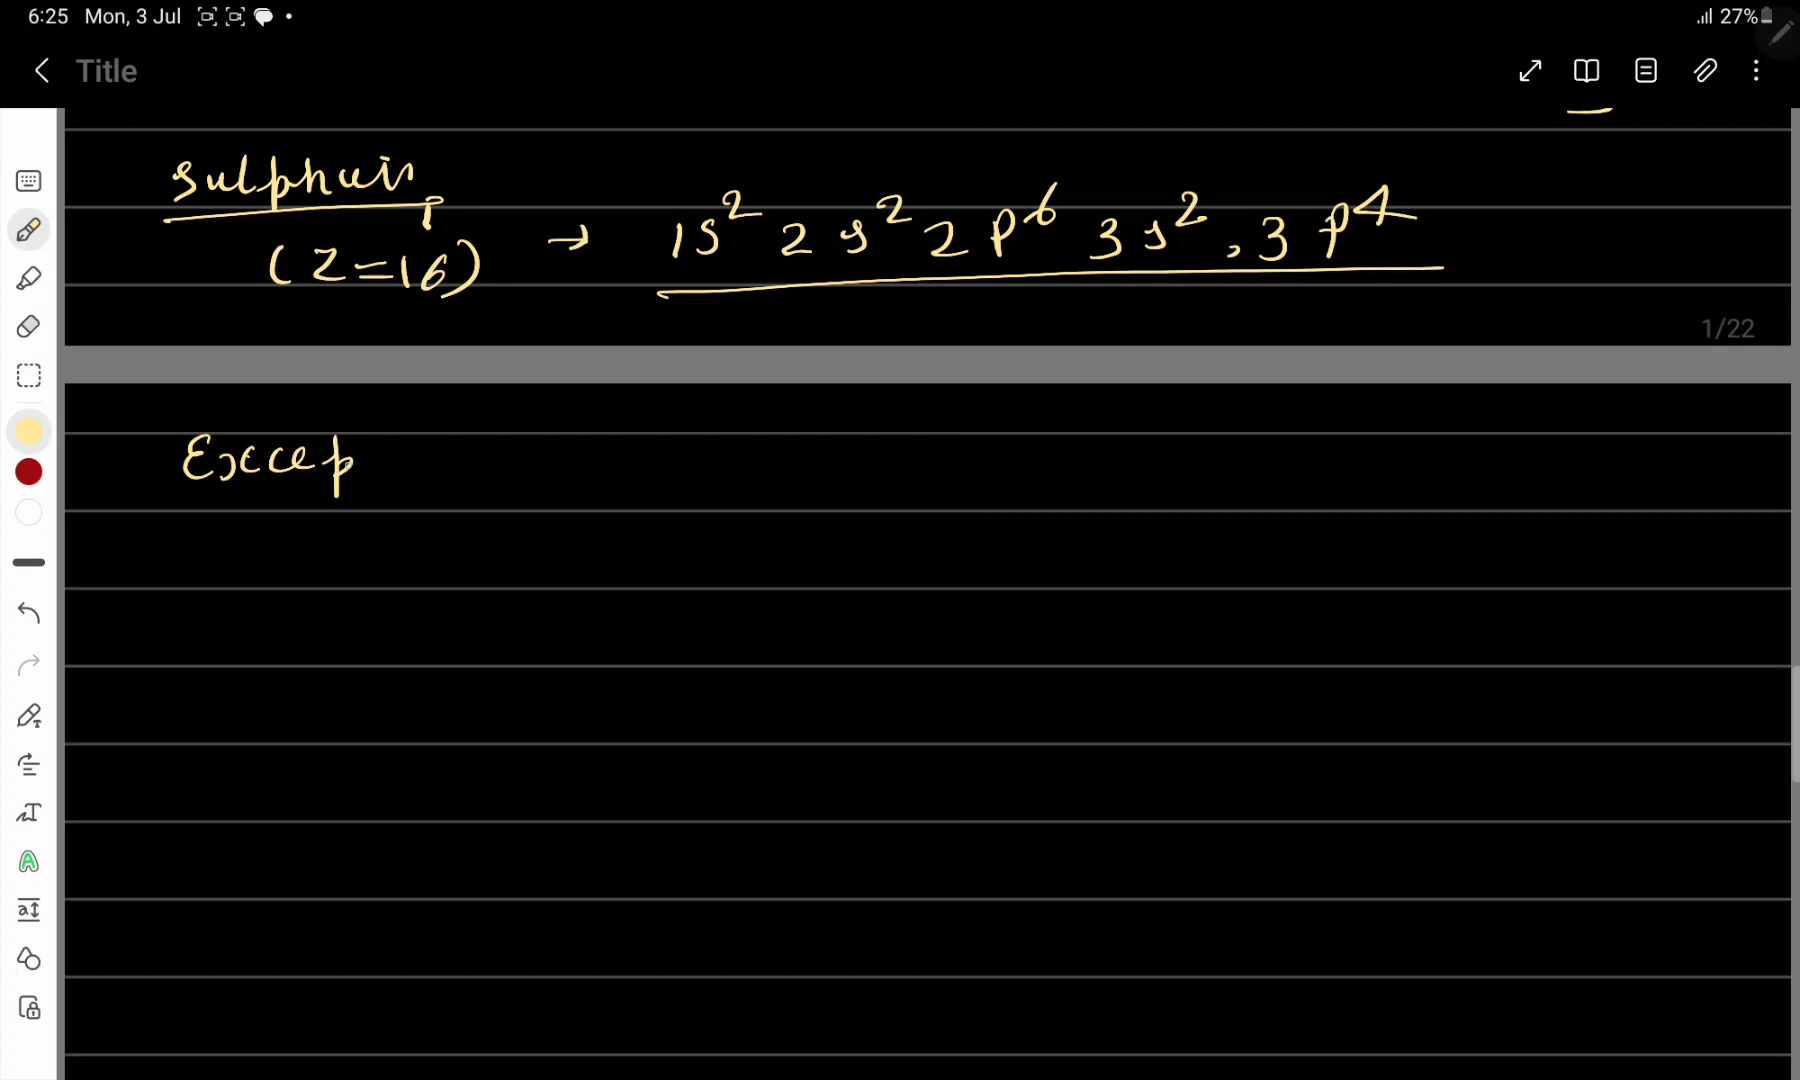 6:25 Mon, 3 Jul 27%
Title
Sulphur
(Z=16) → 1s² 2s² 2p⁶ 3s², 3p⁴
1/22
Excep